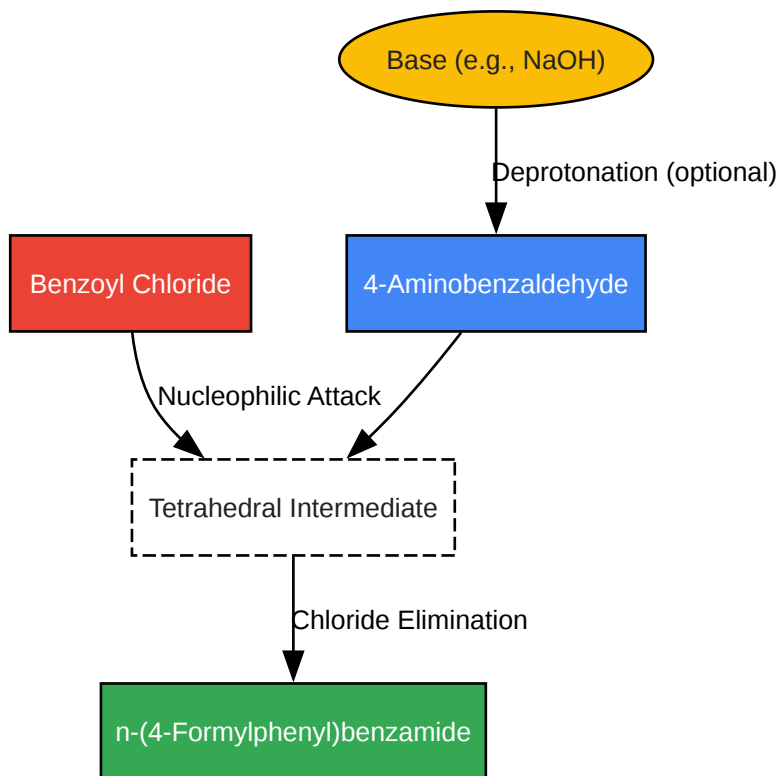 Base (e.g., NaOH)
Deprotonation (optional)
Benzoyl Chloride
4-Aminobenzaldehyde
Nucleophilic Attack
Tetrahedral Intermediate
Chloride Elimination
n-(4-Formylphenyl)benzamide